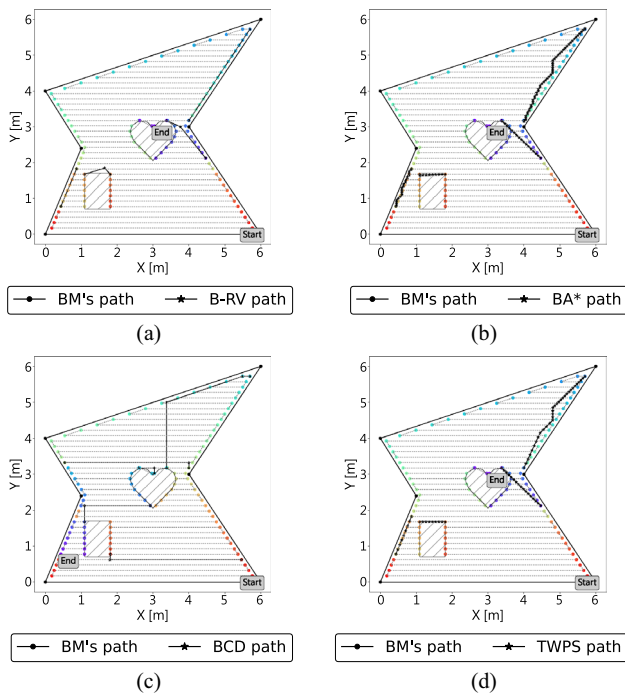 6
5
4
3
2
1
0
Y [m]
End
Start
0 1 2 3 4 5 6
X [m]
BM's path B-RV path
(a)
6
5
4
3
2
1
0
Y [m]
End
Start
0 1 2 3 4 5 6
X [m]
BM's path BA* path
(b)
6
5
4
3
2
1
0
Y [m]
End
Start
0 1 2 3 4 5 6
X [m]
BM's path BCD path
(c)
6
5
4
3
2
1
0
Y [m]
End
Start
0 1 2 3 4 5 6
X [m]
BM's path TWPS path
(d)